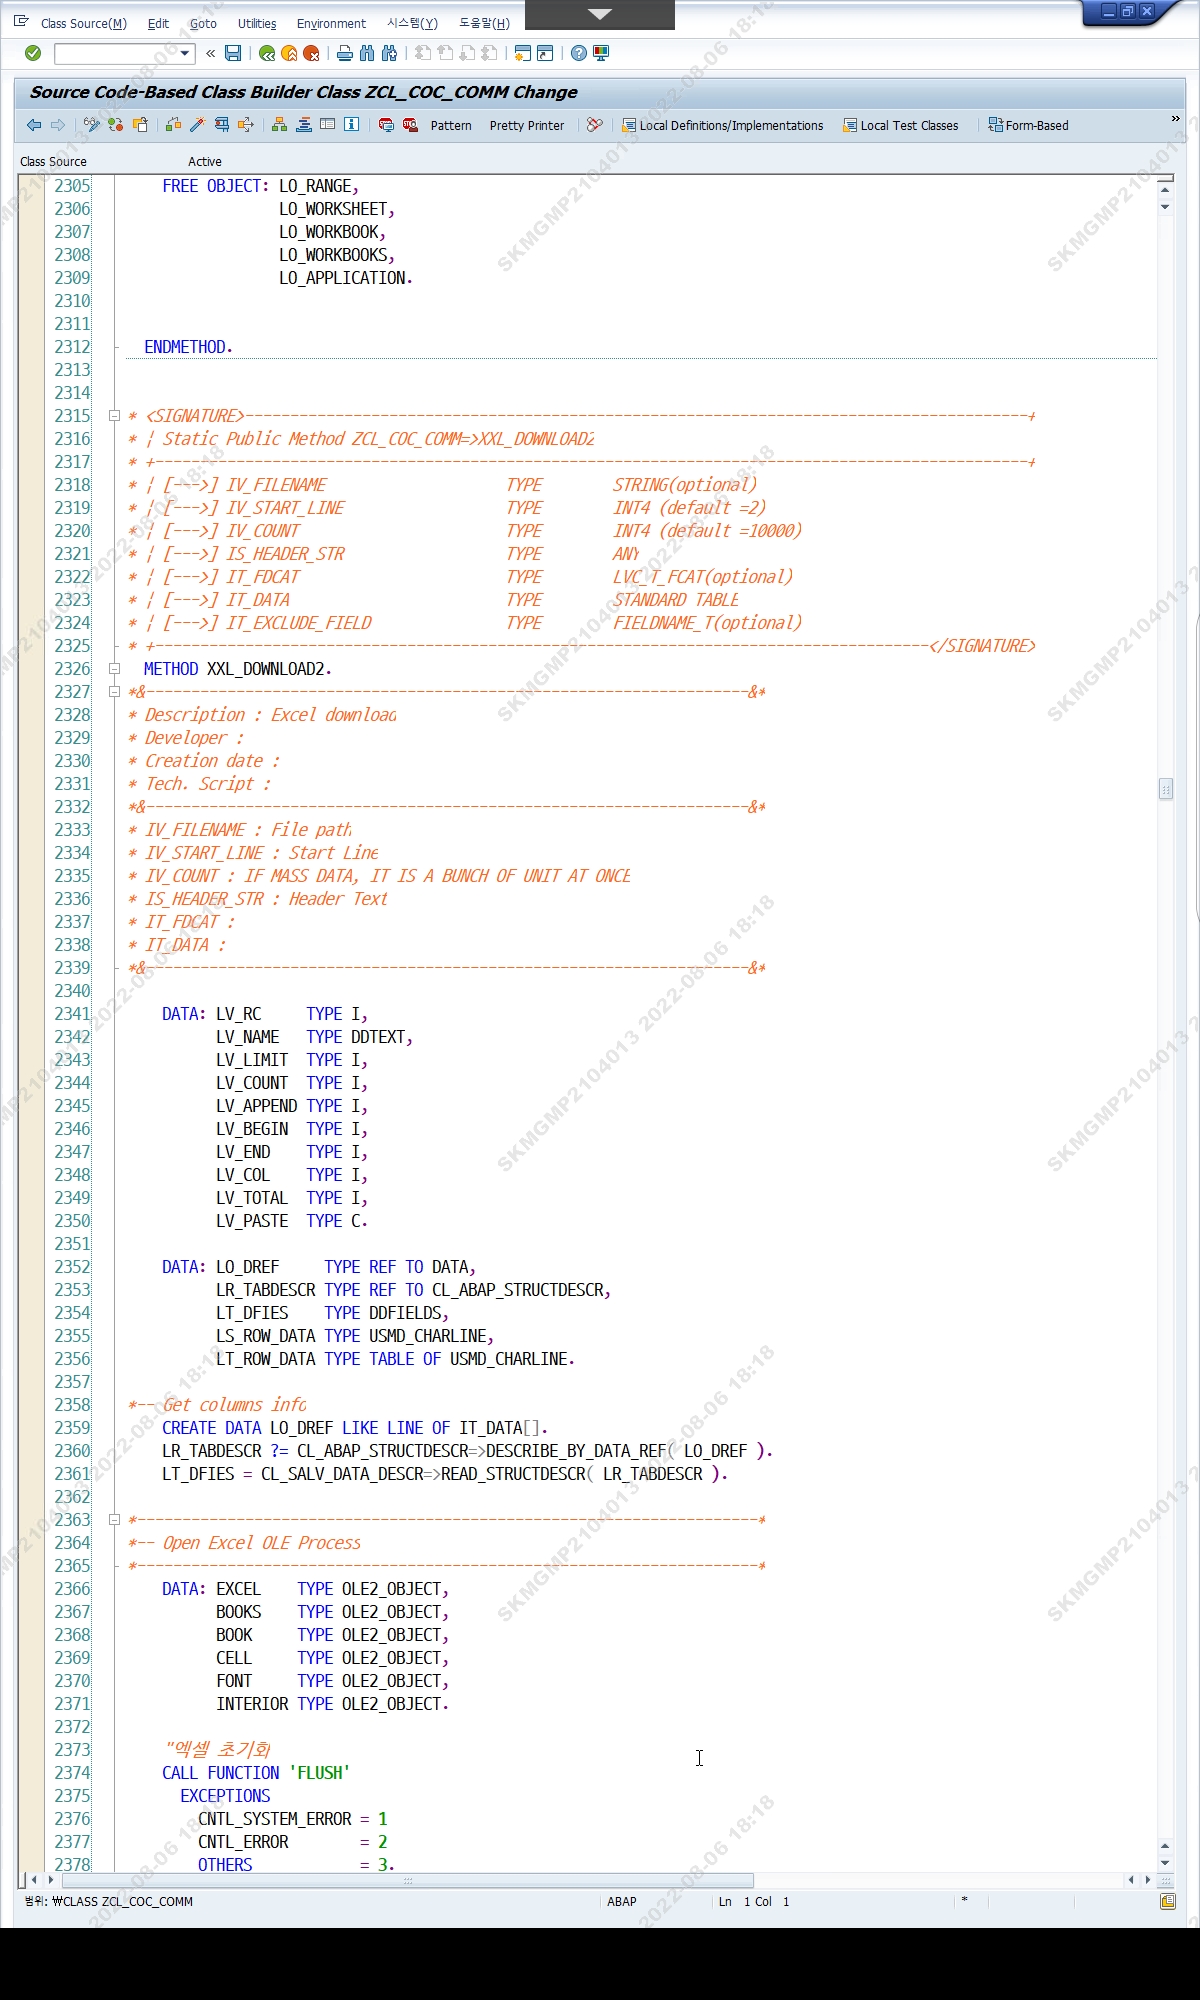 Class Source(M) Edit Goto Utilities Environment 시스템(Y) 도움말(H)
Source Code-Based Class Builder Class ZCL_COC_COMM Change
Pattern Pretty Printer Local Definitions/Implementations Local Test Classes Form-Based
Class Source Active
2305 FREE OBJECT: LO_RANGE,
2306 LO_WORKSHEET,
2307 LO_WORKBOOK,
2308 LO_WORKBOOKS,
2309 LO_APPLICATION.
2310
2311
2312 ENDMETHOD.
2313
2314
2315 * <SIGNATURE>---------------------------------------------------------------------------------------+
2316 * ¦ Static Public Method ZCL_COC_COMM=>XXL_DOWNLOAD2
2317 * +-------------------------------------------------------------------------------------------------+
2318 * ¦ [--->] IV_FILENAME TYPE STRING(optional)
2319 * ¦ [--->] IV_START_LINE TYPE INT4 (default =2)
2320 * ¦ [--->] IV_COUNT TYPE INT4 (default =10000)
2321 * ¦ [--->] IS_HEADER_STR TYPE ANY
2322 * ¦ [--->] IT_FDCAT TYPE LVC_T_FCAT(optional)
2323 * ¦ [--->] IT_DATA TYPE STANDARD TABLE
2324 * ¦ [--->] IT_EXCLUDE_FIELD TYPE FIELDNAME_T(optional)
2325 * +--------------------------------------------------------------------------------------</SIGNATURE>
2326 METHOD XXL_DOWNLOAD2.
2327 *&-------------------------------------------------------------------&*
2328 * Description : Excel download
2329 * Developer :
2330 * Creation date :
2331 * Tech. Script :
2332 *&-------------------------------------------------------------------&*
2333 * IV_FILENAME : File path
2334 * IV_START_LINE : Start Line
2335 * IV_COUNT : IF MASS DATA, IT IS A BUNCH OF UNIT AT ONCE
2336 * IS_HEADER_STR : Header Text
2337 * IT_FDCAT :
2338 * IT_DATA :
2339 *&-------------------------------------------------------------------&*
2340
2341 DATA: LV_RC TYPE I,
2342 LV_NAME TYPE DDTEXT,
2343 LV_LIMIT TYPE I,
2344 LV_COUNT TYPE I,
2345 LV_APPEND TYPE I,
2346 LV_BEGIN TYPE I,
2347 LV_END TYPE I,
2348 LV_COL TYPE I,
2349 LV_TOTAL TYPE I,
2350 LV_PASTE TYPE C.
2351
2352 DATA: LO_DREF TYPE REF TO DATA,
2353 LR_TABDESCR TYPE REF TO CL_ABAP_STRUCTDESCR,
2354 LT_DFIES TYPE DDFIELDS,
2355 LS_ROW_DATA TYPE USMD_CHARLINE,
2356 LT_ROW_DATA TYPE TABLE OF USMD_CHARLINE.
2357
2358 *-- Get columns info
2359 CREATE DATA LO_DREF LIKE LINE OF IT_DATA[].
2360 LR_TABDESCR ?= CL_ABAP_STRUCTDESCR=>DESCRIBE_BY_DATA_REF( LO_DREF ).
2361 LT_DFIES = CL_SALV_DATA_DESCR=>READ_STRUCTDESCR( LR_TABDESCR ).
2362
2363 *---------------------------------------------------------------------*
2364 *-- Open Excel OLE Process
2365 *---------------------------------------------------------------------*
2366 DATA: EXCEL TYPE OLE2_OBJECT,
2367 BOOKS TYPE OLE2_OBJECT,
2368 BOOK TYPE OLE2_OBJECT,
2369 CELL TYPE OLE2_OBJECT,
2370 FONT TYPE OLE2_OBJECT,
2371 INTERIOR TYPE OLE2_OBJECT.
2372
2373 "엑셀 초기화
2374 CALL FUNCTION 'FLUSH'
2375 EXCEPTIONS
2376 CNTL_SYSTEM_ERROR = 1
2377 CNTL_ERROR = 2
2378 OTHERS = 3.
범위: ₩CLASS ZCL_COC_COMM ABAP Ln 1 Col 1 *
SKMGMP2104013 2022-08-06 18:18